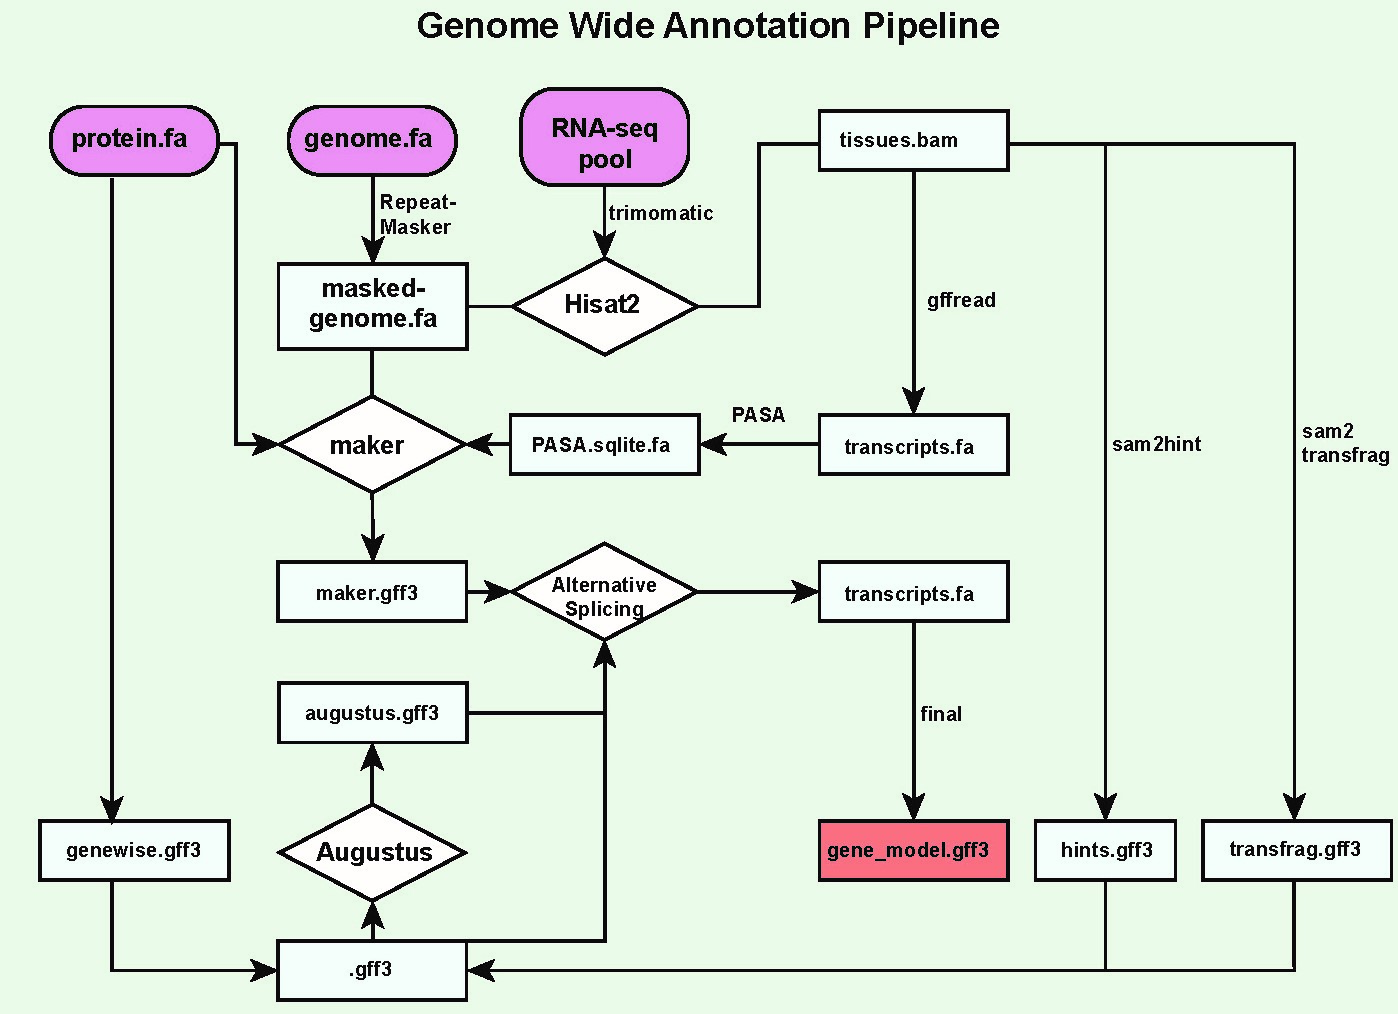 Genome Wide Annotation Pipeline
protein.fa
genome.fa
RNA-seq
pool
tissues.bam
Repeat-
Masker
trimomatic
masked-
genome.fa
Hisat2
gffread
maker
PASA.sqlite.fa
PASA
transcripts.fa
sam2hint
sam2
transfrag
maker.gff3
Alternative
Splicing
transcripts.fa
augustus.gff3
final
genewise.gff3
Augustus
gene_model.gff3
hints.gff3
transfrag.gff3
.gff3